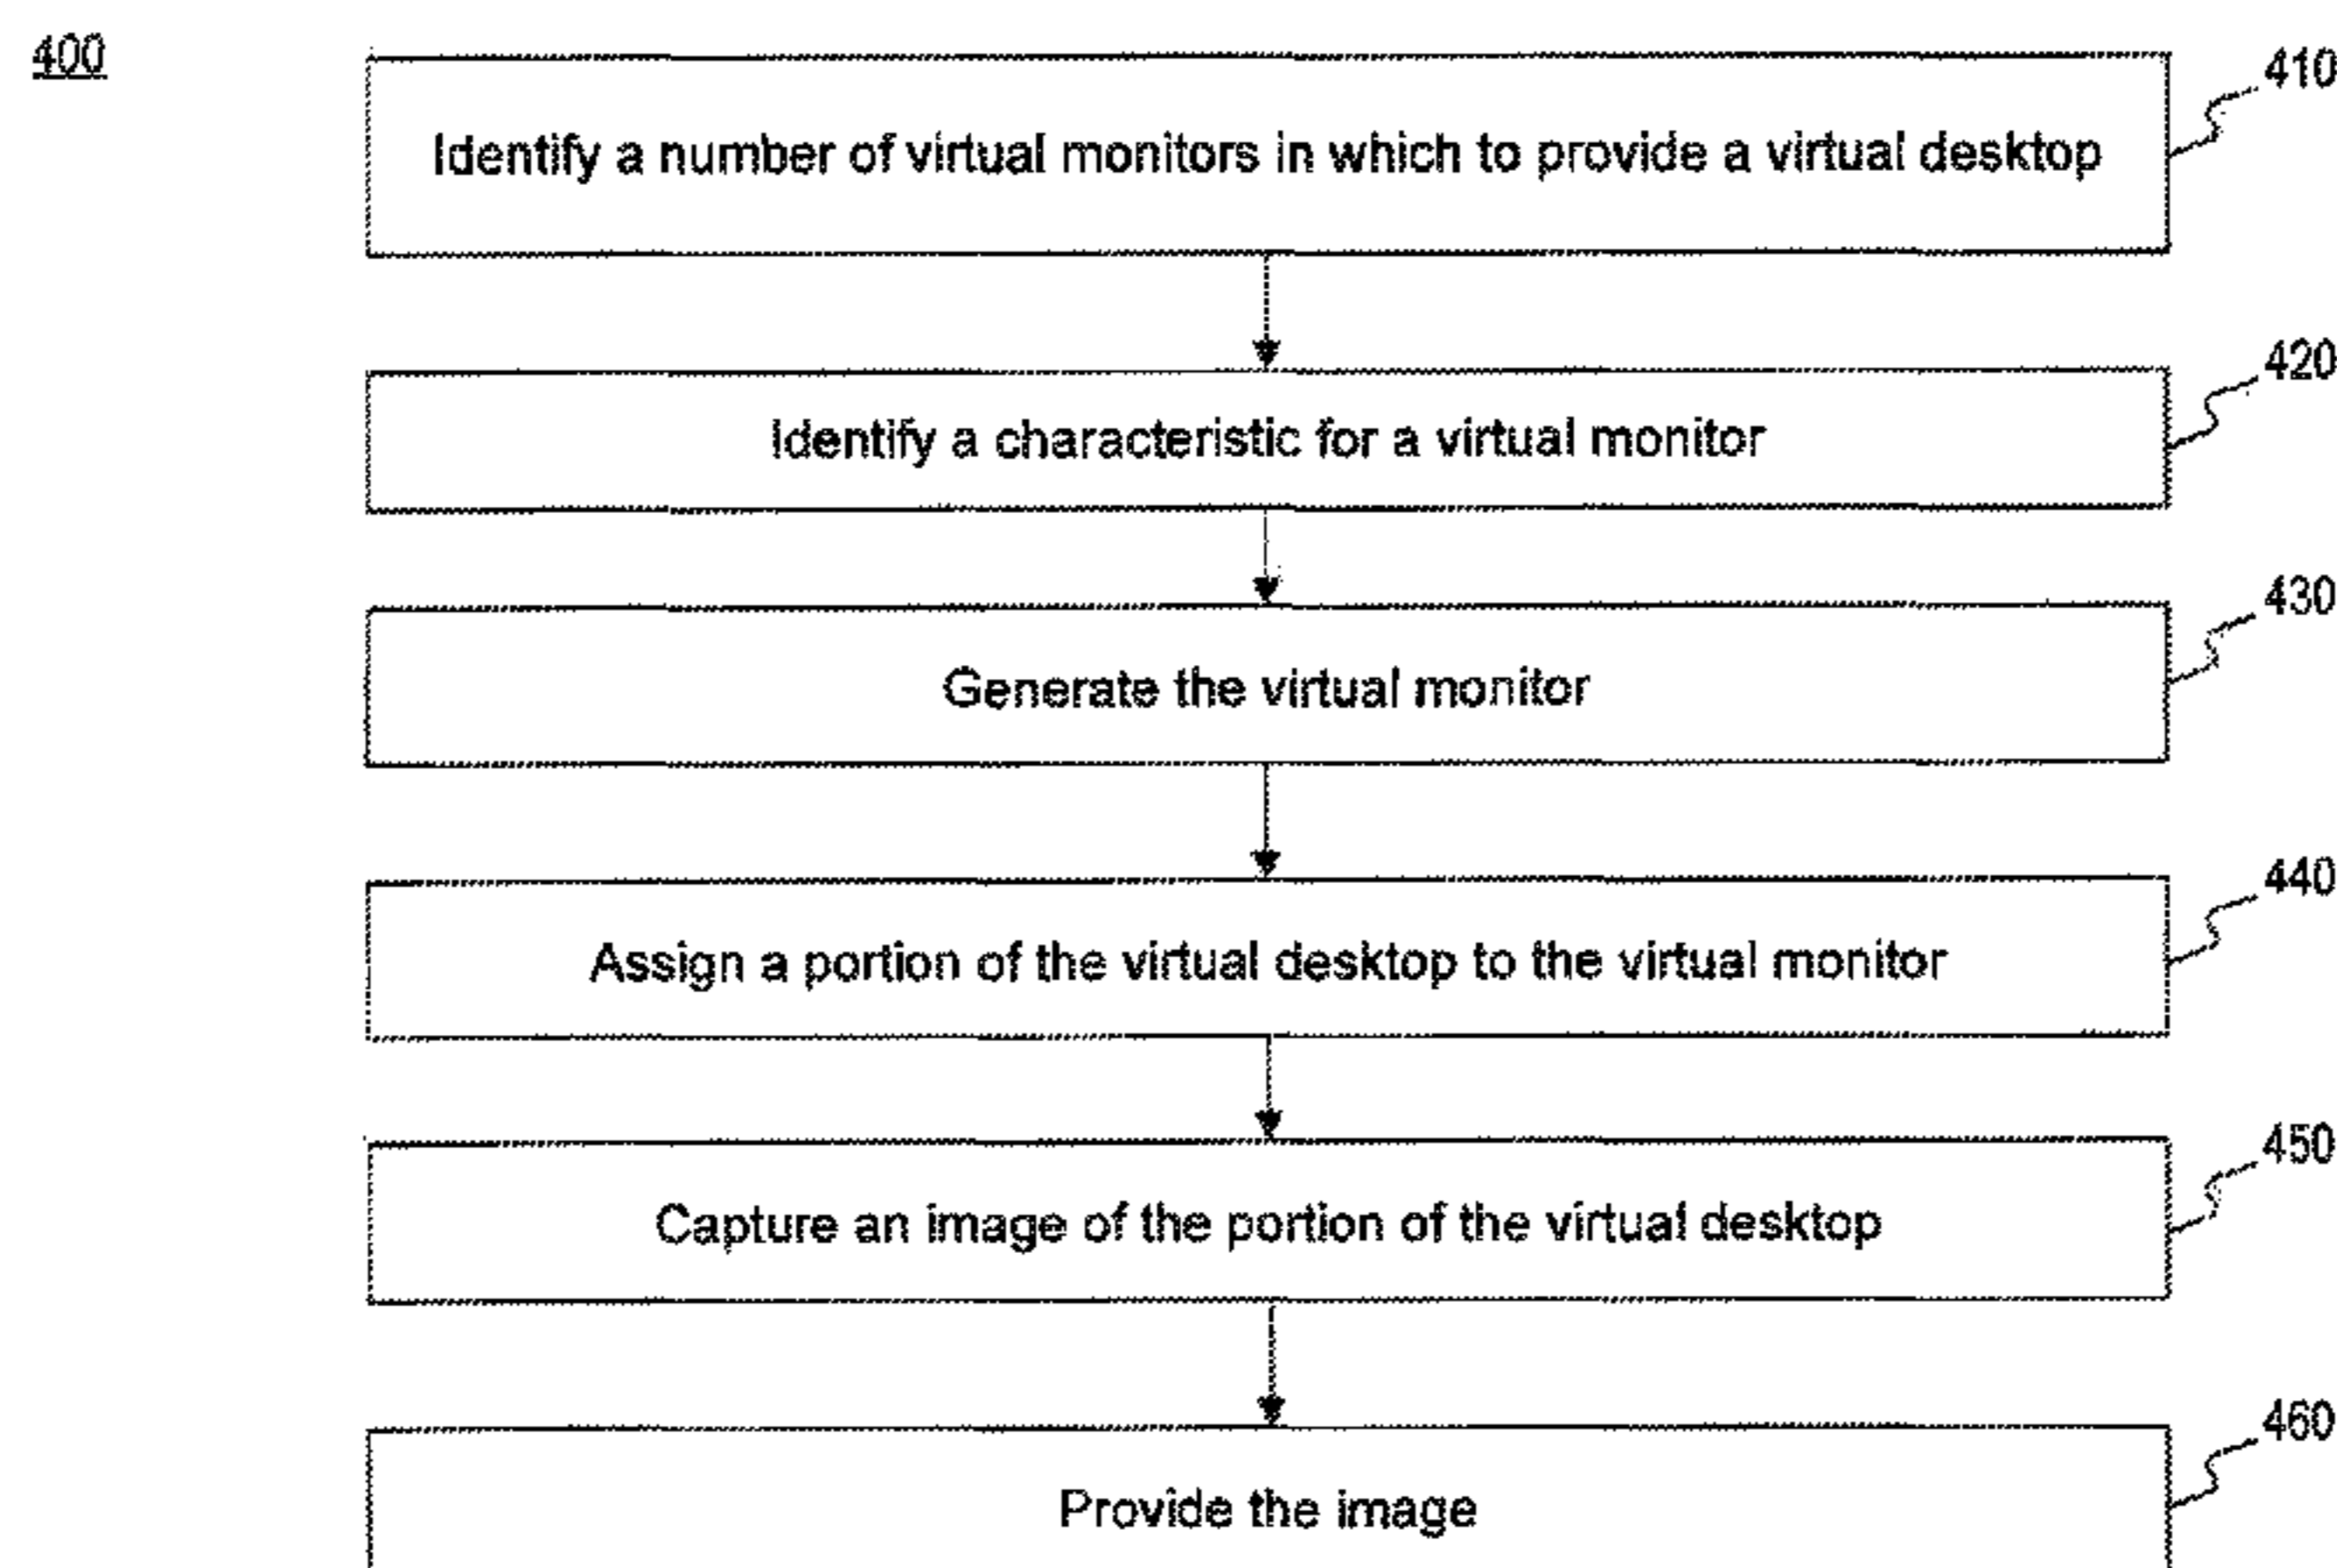 400
410
Identify a number of virtual monitors in which to provide a virtual desktop
420
Identify a characteristic for a virtual monitor
430
Generate the virtual monitor
440
Assign a portion of the virtual desktop to the virtual monitor
450
Capture an image of the portion of the virtual desktop
460
Provide the image